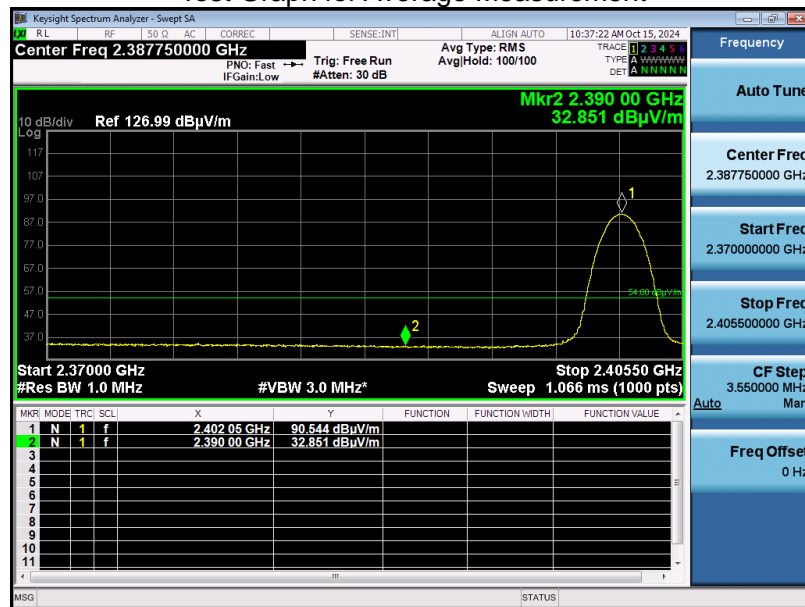 Test Graph for Average Measurement
Keysight Spectrum Analyzer - Swept SA
LXI RL RF 50 Ω AC CORREC SENSE:INT ALIGN AUTO 10:37:22 AM Oct 15, 2024
Center Freq 2.387750000 GHz
PNO: Fast
IFGain:Low
Trig: Free Run
#Atten: 30 dB
Avg Type: RMS
Avg|Hold: 100/100
TRACE 1 2 3 4 5 6
TYPE A WWWWW
DET A N N N N N
Mkr2 2.390 00 GHz
32.851 dBµV/m
10 dB/div Ref 126.99 dBµV/m
Log
117
107
97.0
87.0
77.0
67.0
57.0
47.0
37.0
1
54.00 dBµV/m
2
Start 2.37000 GHz Stop 2.40550 GHz
#Res BW 1.0 MHz #VBW 3.0 MHz* Sweep 1.066 ms (1000 pts)
MKR MODE TRC SCL X Y FUNCTION FUNCTION WIDTH FUNCTION VALUE
1 N 1 f 2.402 05 GHz 90.544 dBµV/m
2 N 1 f 2.390 00 GHz 32.851 dBµV/m
3
4
5
6
7
8
9
10
11
MSG STATUS
Frequency
Auto Tune
Center Freq
2.387750000 GHz
Start Freq
2.370000000 GHz
Stop Freq
2.405500000 GHz
CF Step
3.550000 MHz
Auto Man
Freq Offset
0 Hz